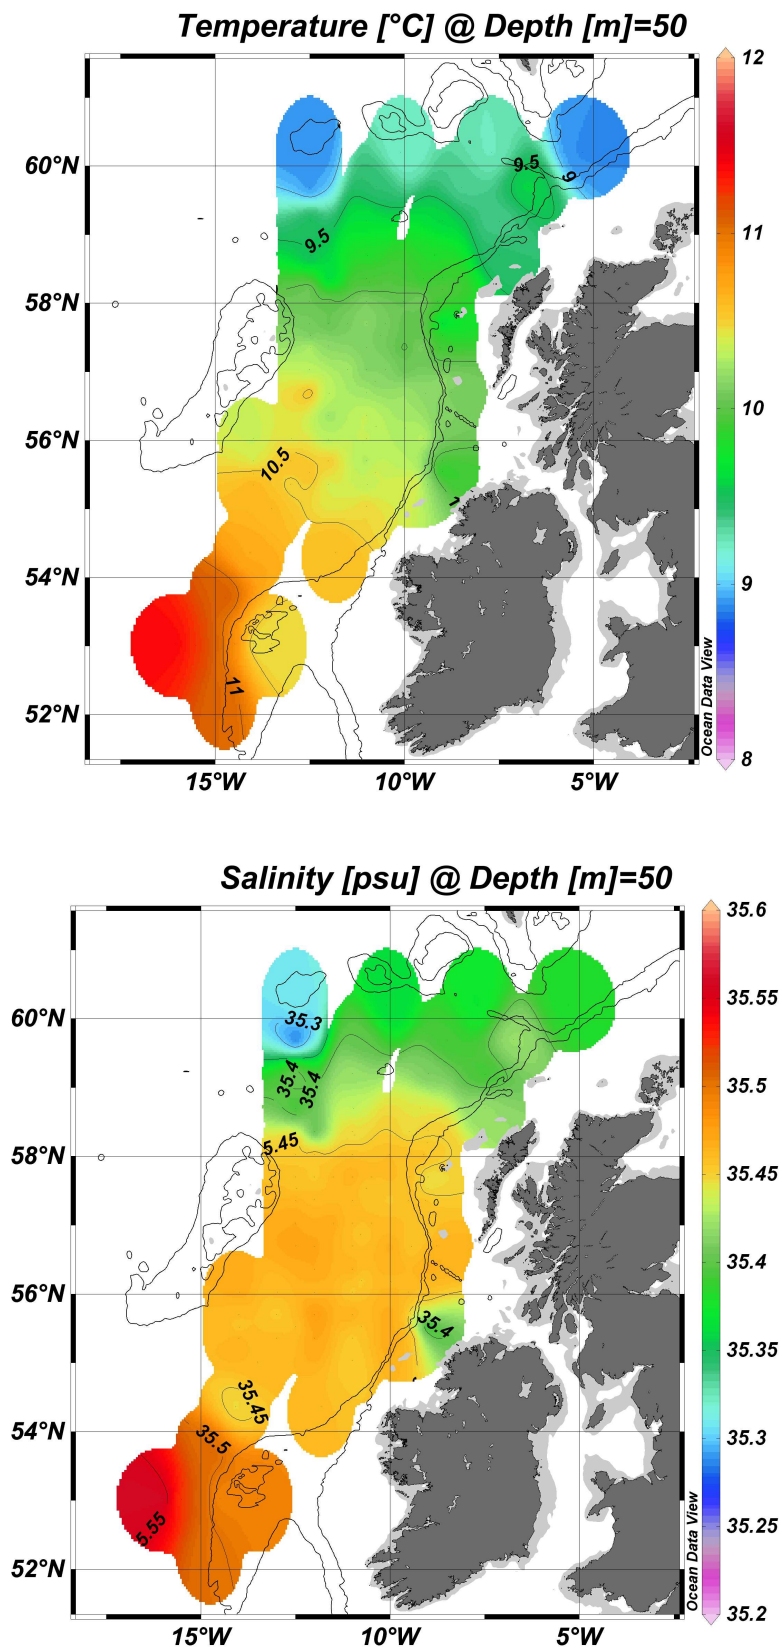 Temperature [°C] @ Depth [m]=50
12
60°N
9.5
9
9.5
11
58°N
10
56°N
10.5
1
54°N
9
11
52°N
Ocean Data View
8
15°W
10°W
5°W
Salinity [psu] @ Depth [m]=50
35.6
35.55
60°N
35.3
35.4
35.4
35.5
5.45
58°N
35.45
35.4
56°N
35.4
35.35
35.45
54°N
35.5
35.3
5.55
35.25
52°N
Ocean Data View
35.2
15°W
10°W
5°W